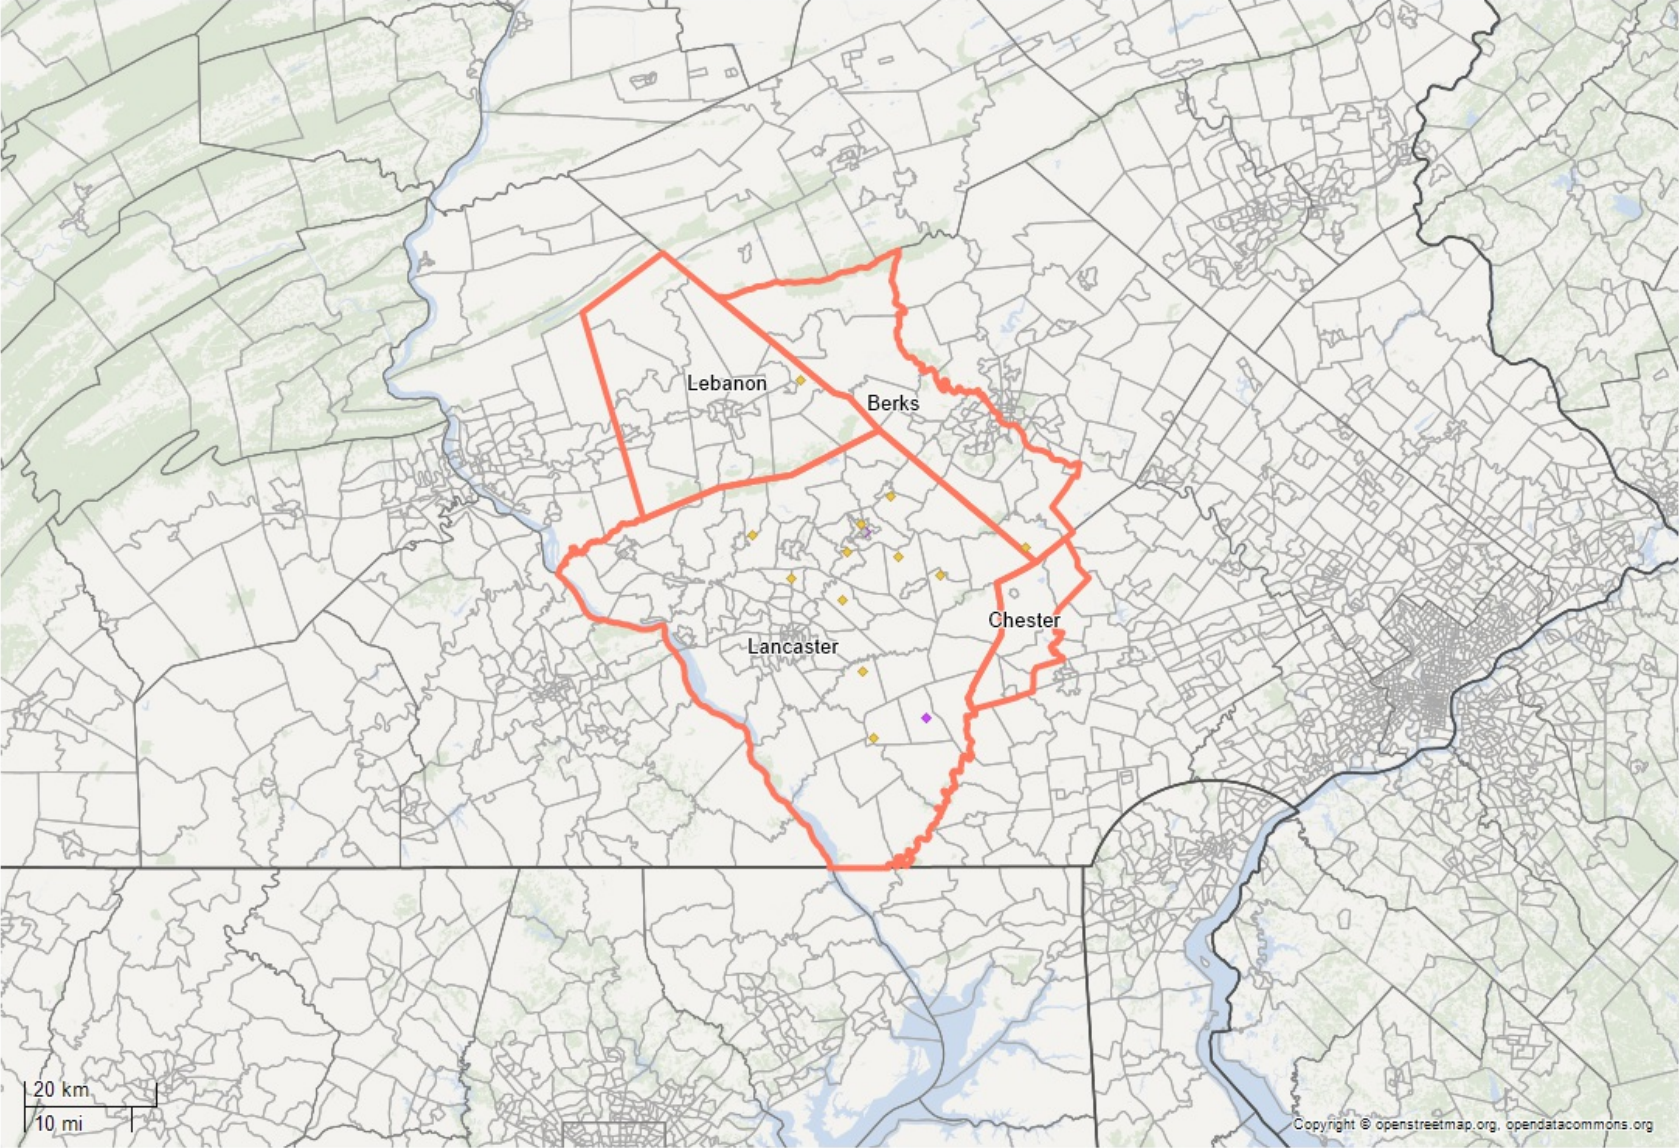 Lebanon
Berks
Chester
Lancaster
20 km
10 mi
Copyright © openstreetmap.org, opendatacommons.org